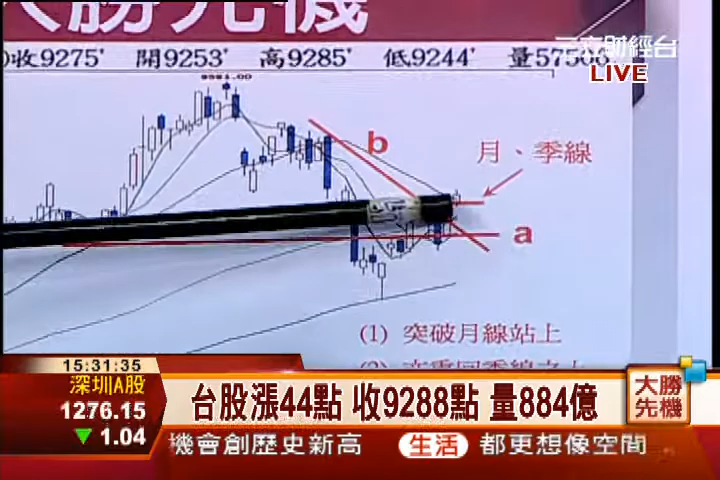 大勝先機
三立財經台
收9275' 開9253' 高9285' 低9244' 量57500
LIVE
9581.00
b
月、季線
a
(1) 突破月線站上
15:31:35
深圳A股
台股漲44點 收9288點 量884億
大勝
先機
1276.15
▼ 1.04
機會創歷史新高 生活 都更想像空間